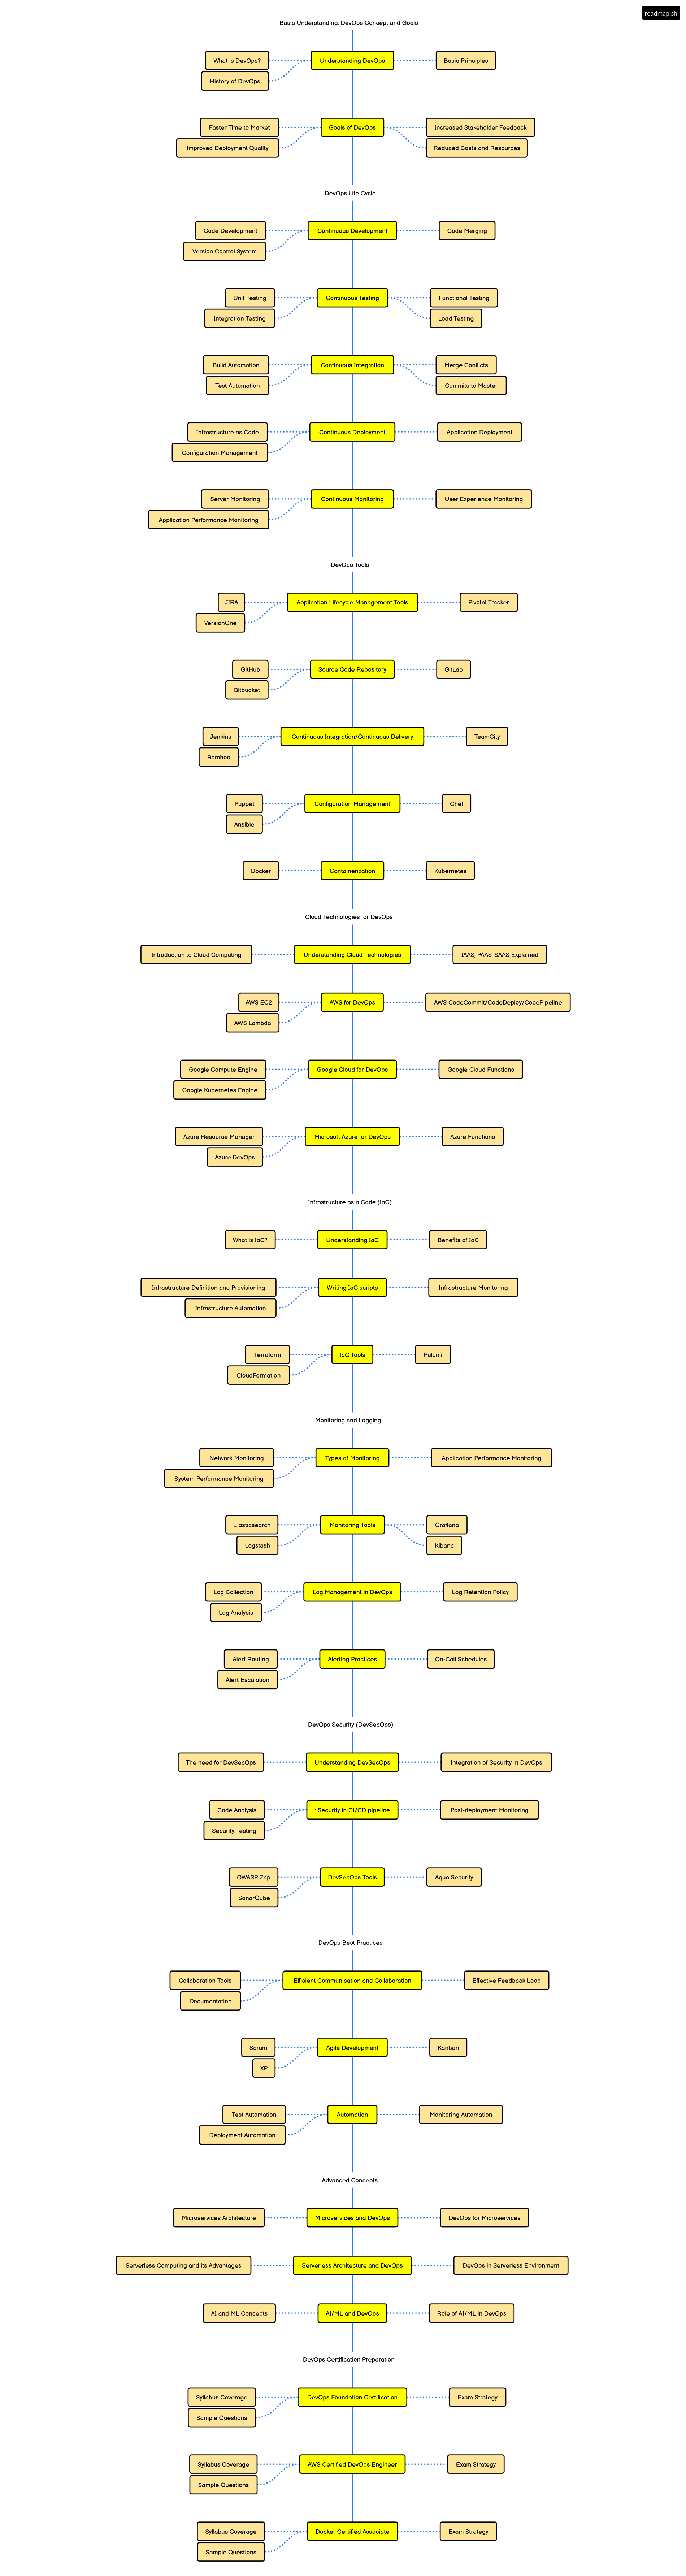 roadmap.sh
Basic Understanding: DevOps Concept and Goals
What is DevOps?
Understanding DevOps
Basic Principles
History of DevOps
Faster Time to Market
Goals of DevOps
Increased Stakeholder Feedback
Improved Deployment Quality
Reduced Costs and Resources
DevOps Life Cycle
Code Development
Continuous Development
Code Merging
Version Control System
Unit Testing
Continuous Testing
Functional Testing
Integration Testing
Load Testing
Build Automation
Continuous Integration
Merge Conflicts
Test Automation
Commits to Master
Infrastructure as Code
Continuous Deployment
Application Deployment
Configuration Management
Server Monitoring
Continuous Monitoring
User Experience Monitoring
Application Performance Monitoring
DevOps Tools
JIRA
Application Lifecycle Management Tools
Pivotal Tracker
VersionOne
GitHub
Source Code Repository
GitLab
Bitbucket
Jenkins
Continuous Integration/Continuous Delivery
TeamCity
Bamboo
Puppet
Configuration Management
Chef
Ansible
Docker
Containerization
Kubernetes
Cloud Technologies for DevOps
Introduction to Cloud Computing
Understanding Cloud Technologies
IAAS, PAAS, SAAS Explained
AWS EC2
AWS for DevOps
AWS CodeCommit/CodeDeploy/CodePipeline
AWS Lambda
Google Compute Engine
Google Cloud for DevOps
Google Cloud Functions
Google Kubernetes Engine
Azure Resource Manager
Microsoft Azure for DevOps
Azure Functions
Azure DevOps
Infrastructure as a Code (IaC)
What is IaC?
Understanding IaC
Benefits of IaC
Infrastructure Definition and Provisioning
Writing IaC scripts
Infrastructure Monitoring
Infrastructure Automation
Terraform
IaC Tools
Pulumi
CloudFormation
Monitoring and Logging
Network Monitoring
Types of Monitoring
Application Performance Monitoring
System Performance Monitoring
Elasticsearch
Monitoring Tools
Graffana
Logstash
Kibana
Log Collection
Log Management in DevOps
Log Retention Policy
Log Analysis
Alert Routing
Alerting Practices
On-Call Schedules
Alert Escalation
DevOps Security (DevSecOps)
The need for DevSecOps
Understanding DevSecOps
Integration of Security in DevOps
Code Analysis
: Security in CI/CD pipeline
Post-deployment Monitoring
Security Testing
OWASP Zap
DevSecOps Tools
Aqua Security
SonarQube
DevOps Best Practices
Collaboration Tools
Efficient Communication and Collaboration
Effective Feedback Loop
Documentation
Scrum
Agile Development
Kanban
XP
Test Automation
Automation
Monitoring Automation
Deployment Automation
Advanced Concepts
Microservices Architecture
Microservices and DevOps
DevOps for Microservices
Serverless Computing and its Advantages
Serverless Architecture and DevOps
DevOps in Serverless Environment
AI and ML Concepts
AI/ML and DevOps
Role of AI/ML in DevOps
DevOps Certification Preparation
Syllabus Coverage
DevOps Foundation Certification
Exam Strategy
Sample Questions
Syllabus Coverage
AWS Certified DevOps Engineer
Exam Strategy
Sample Questions
Syllabus Coverage
Docker Certified Associate
Exam Strategy
Sample Questions